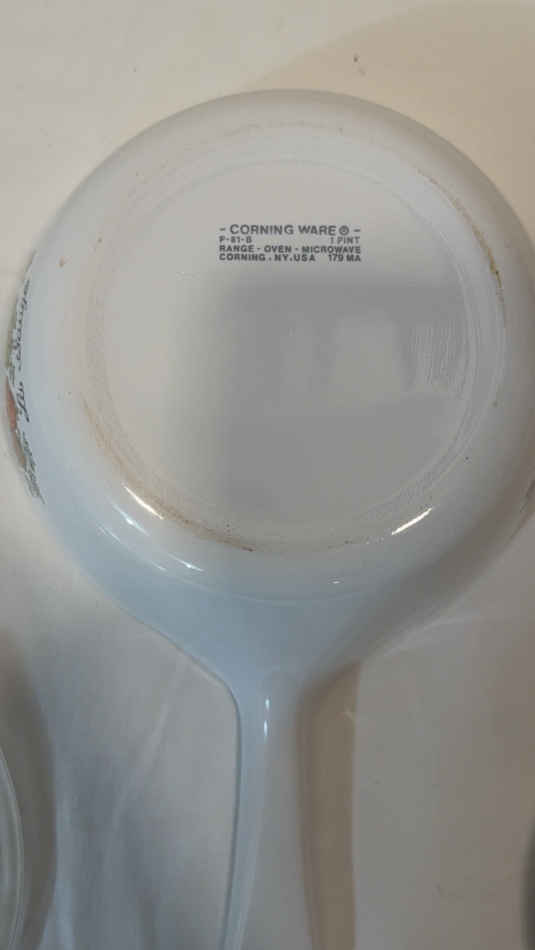 - CORNING WARE ® -
P-81-B 1 PINT
RANGE - OVEN - MICROWAVE
CORNING . NY. USA 179 MA